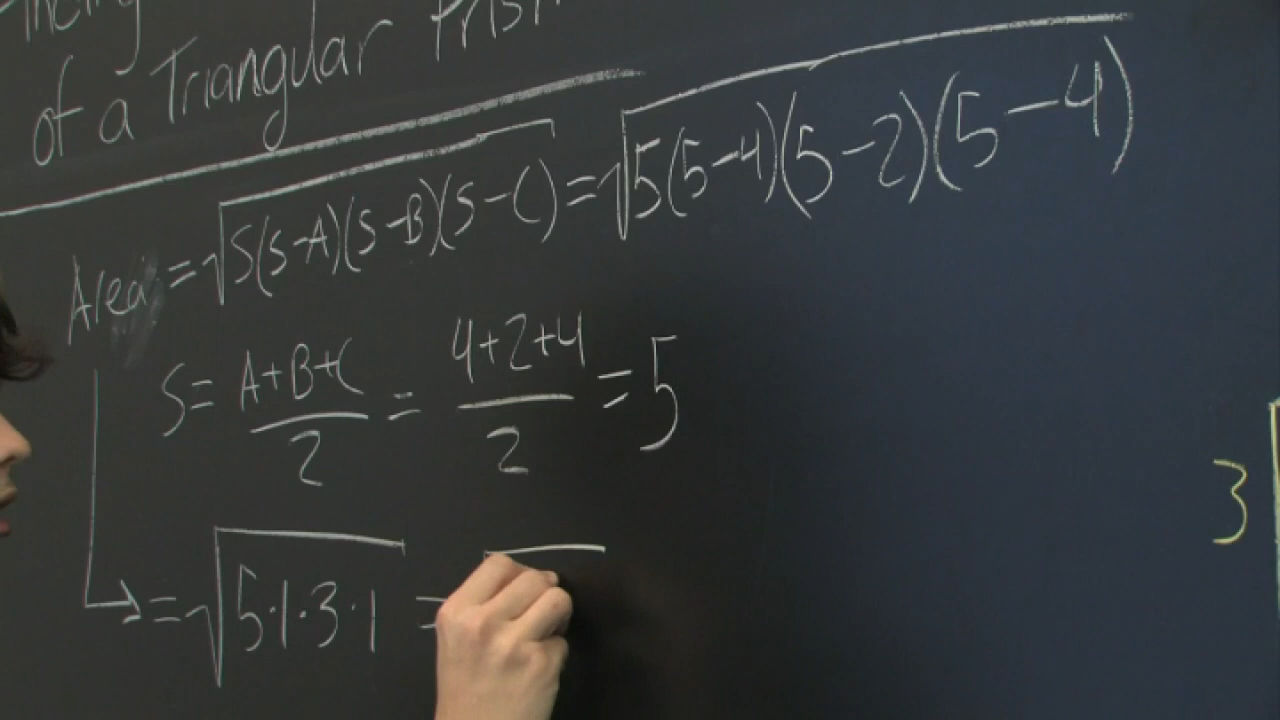 of a Triangular
Area = √S(S-A)(S-B)(S-C) = √5(5-4)(5-2)(5-4)
S = A+B+C/2 = 4+2+4/2 = 5
= √5·1·3·1 =
3